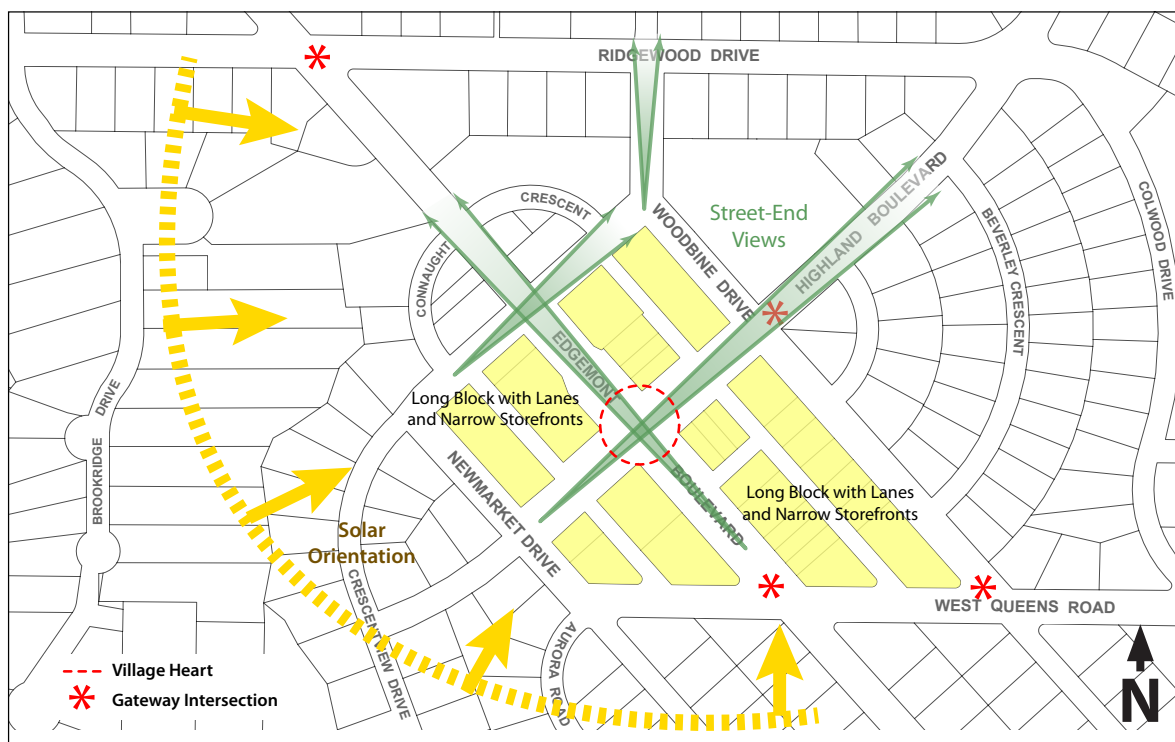 RIDGEWOOD DRIVE
CRESCENT
CONNAUGHT
WOODBINE DRIVE
Street-End
Views
HIGHLAND BOULEVARD
BEVERLEY CRESCENT
COLWOOD DRIVE
EDGEMONT
BOULEVARD
Long Block with Lanes
and Narrow Storefronts
BROOKRIDGE DRIVE
NEWMARKET DRIVE
Long Block with Lanes
and Narrow Storefronts
Solar
Orientation
CRESCENTVIEW DRIVE
AURORA ROAD
WEST QUEENS ROAD
Village Heart
Gateway Intersection
N